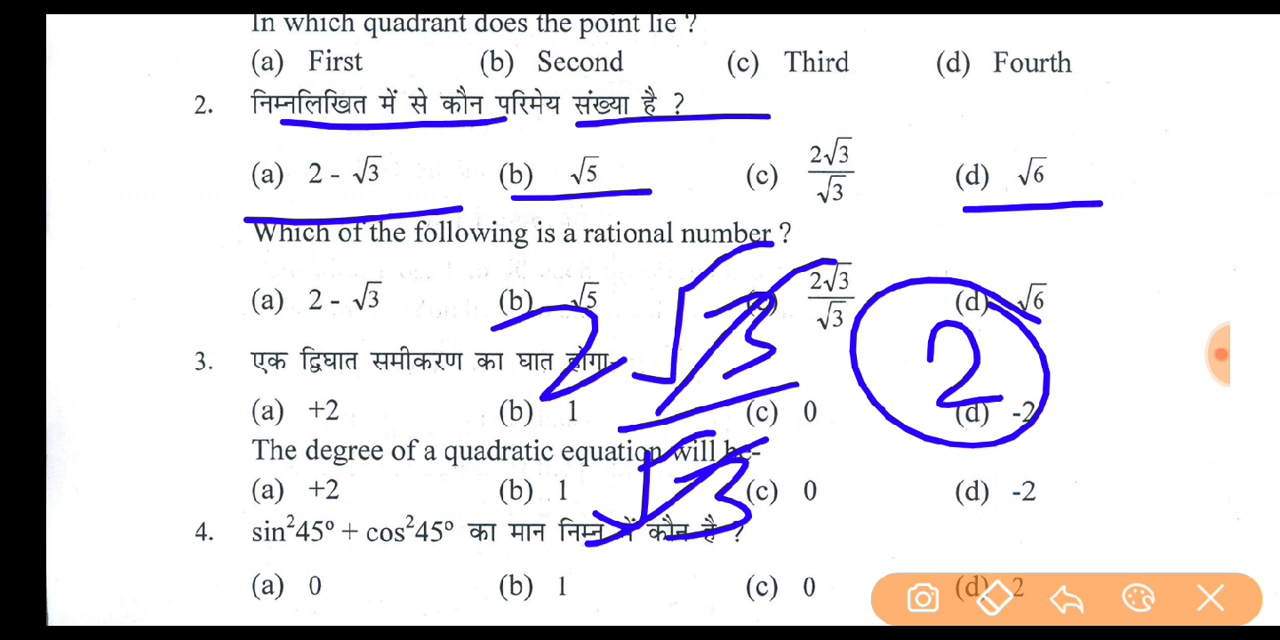 In which quadrant does the point lie ?
(a) First (b) Second (c) Third (d) Fourth
2. निम्नलिखित में से कौन परिमेय संख्या है ?
(a) 2 - √3 (b) √5 (c) 2√3/√3 (d) √6
Which of the following is a rational number ?
(a) 2 - √3 (b) √5 (c) 2√3/√3 (d) √6
2√3/√3
2
3. एक द्विघात समीकरण का घात होगा-
(a) +2 (b) 1 (c) 0 (d) -2
The degree of a quadratic equation will be-
(a) +2 (b) 1 (c) 0 (d) -2
4. sin²45º + cos²45º का मान निम्न में कौन है ?
(a) 0 (b) 1 (c) 0 (d) 2